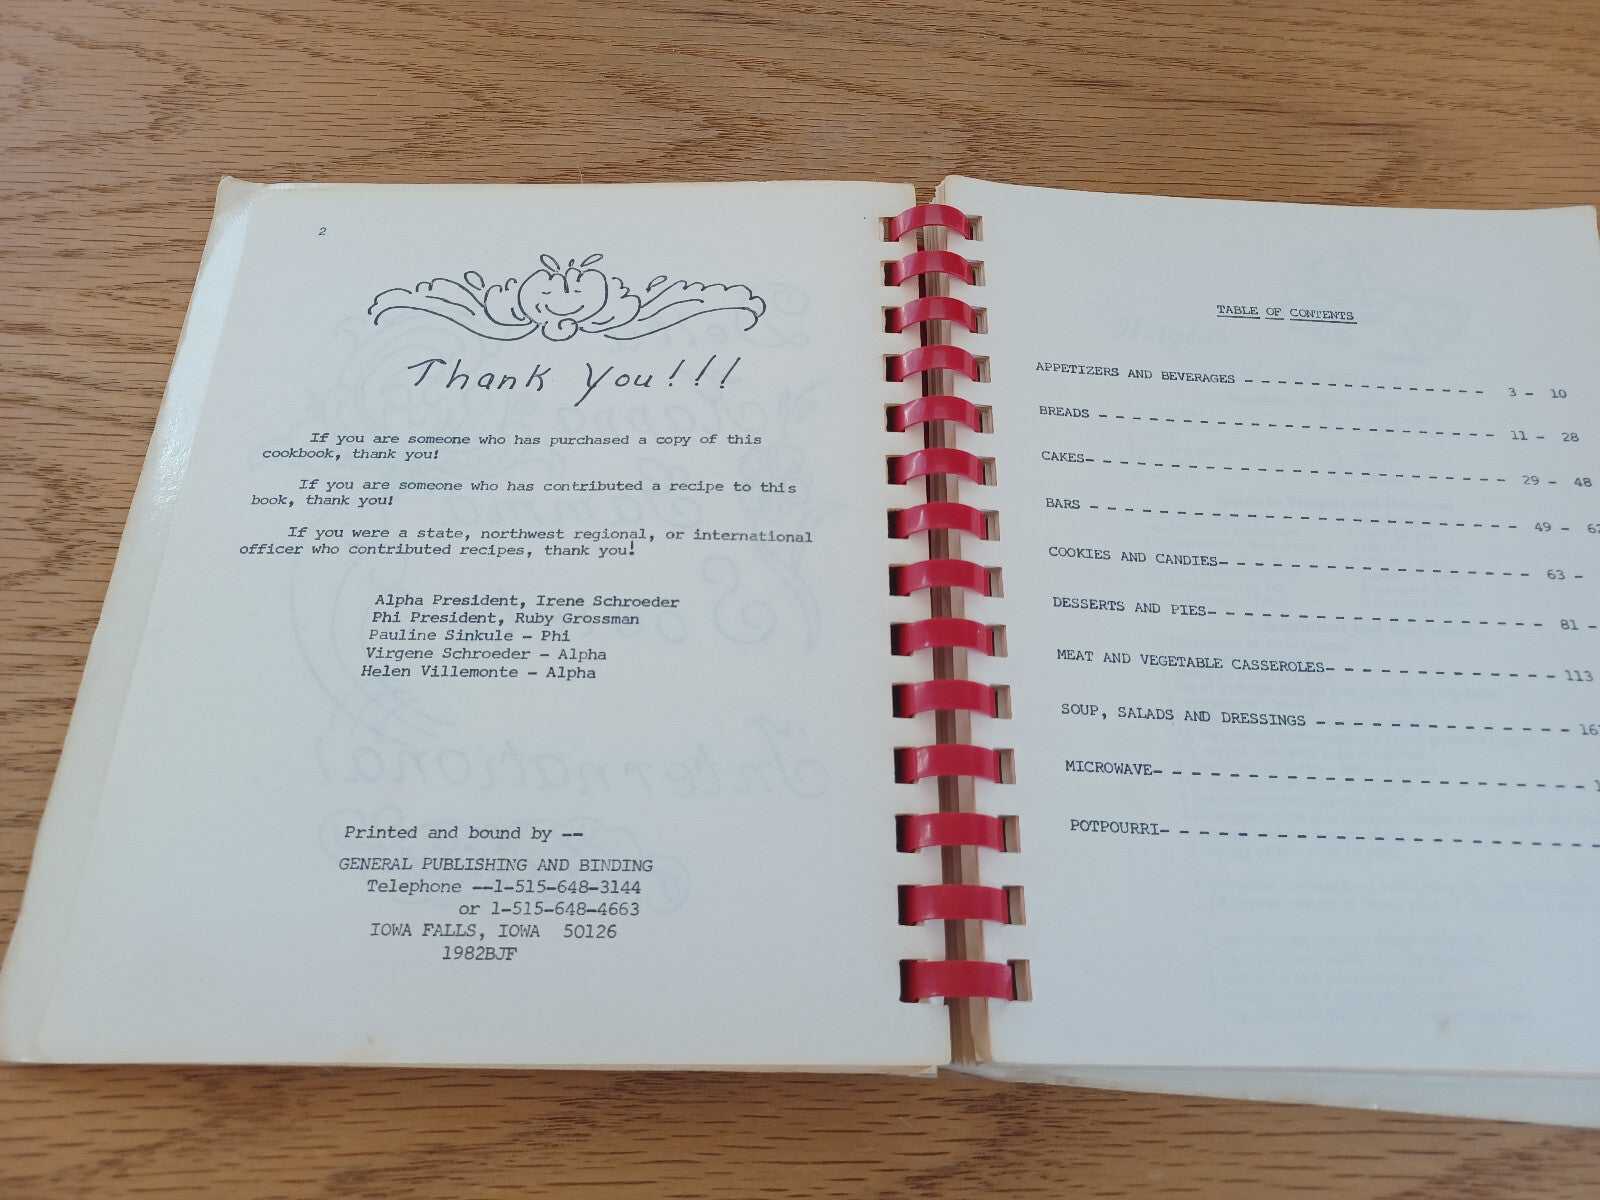 2
Thank You!!!
If you are someone who has purchased a copy of this
cookbook, thank you!
If you are someone who has contributed a recipe to this
book, thank you!
If you were a state, northwest regional, or international
officer who contributed recipes, thank you!
Alpha President, Irene Schroeder
Phi President, Ruby Grossman
Pauline Sinkule - Phi
Virgene Schroeder - Alpha
Helen Villemonte - Alpha
Printed and bound by --
GENERAL PUBLISHING AND BINDING
Telephone --1-515-648-3144
or 1-515-648-4663
IOWA FALLS, IOWA 50126
1982BJF
TABLE OF CONTENTS
APPETIZERS AND BEVERAGES - - - - - - - - - - - - - - - - - 3 - 10
BREADS - - - - - - - - - - - - - - - - - - - - - - - - - - - 11 - 28
CAKES- - - - - - - - - - - - - - - - - - - - - - - - - - - - 29 - 48
BARS - - - - - - - - - - - - - - - - - - - - - - - - - - - - 49 -
COOKIES AND CANDIES- - - - - - - - - - - - - - - - - - - - 63 -
DESSERTS AND PIES- - - - - - - - - - - - - - - - - - - - - 81 -
MEAT AND VEGETABLE CASSEROLES- - - - - - - - - - - - - 113
SOUP, SALADS AND DRESSINGS - - - - - - - - - - - - - - -
MICROWAVE- - - - - - - - - - - - - - - - - - - - - - - - -
POTPOURRI- - - - - - - - - - - - - - - - - - - - - - - - -